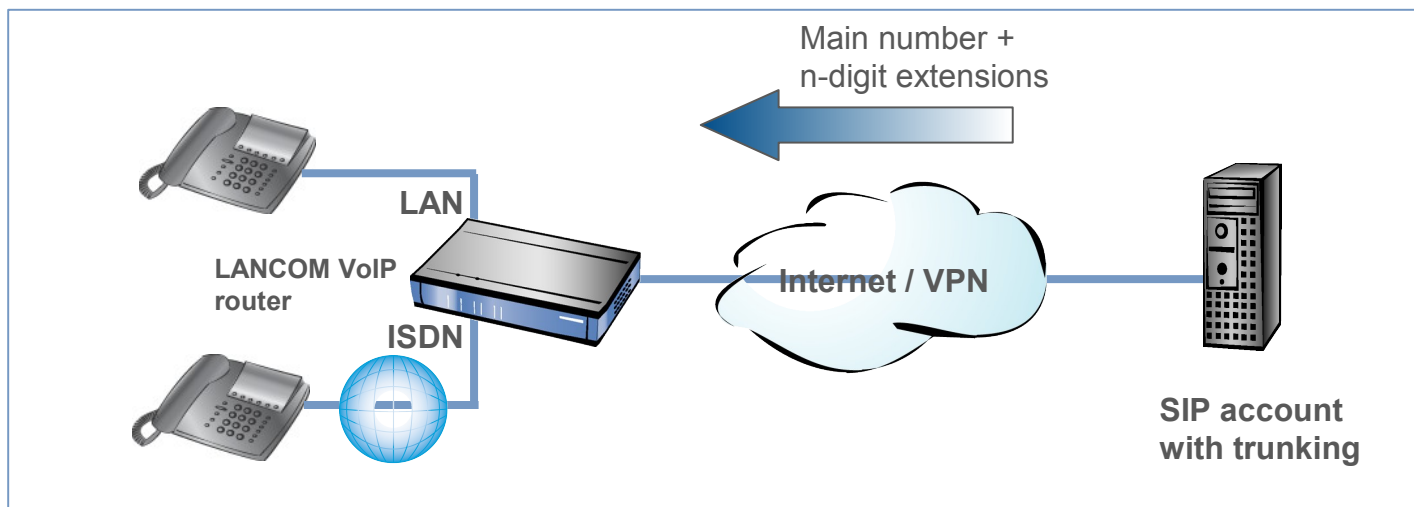 Main number +
n-digit extensions
LAN
LANCOM VoIP
router
Internet / VPN
ISDN
SIP account
with trunking